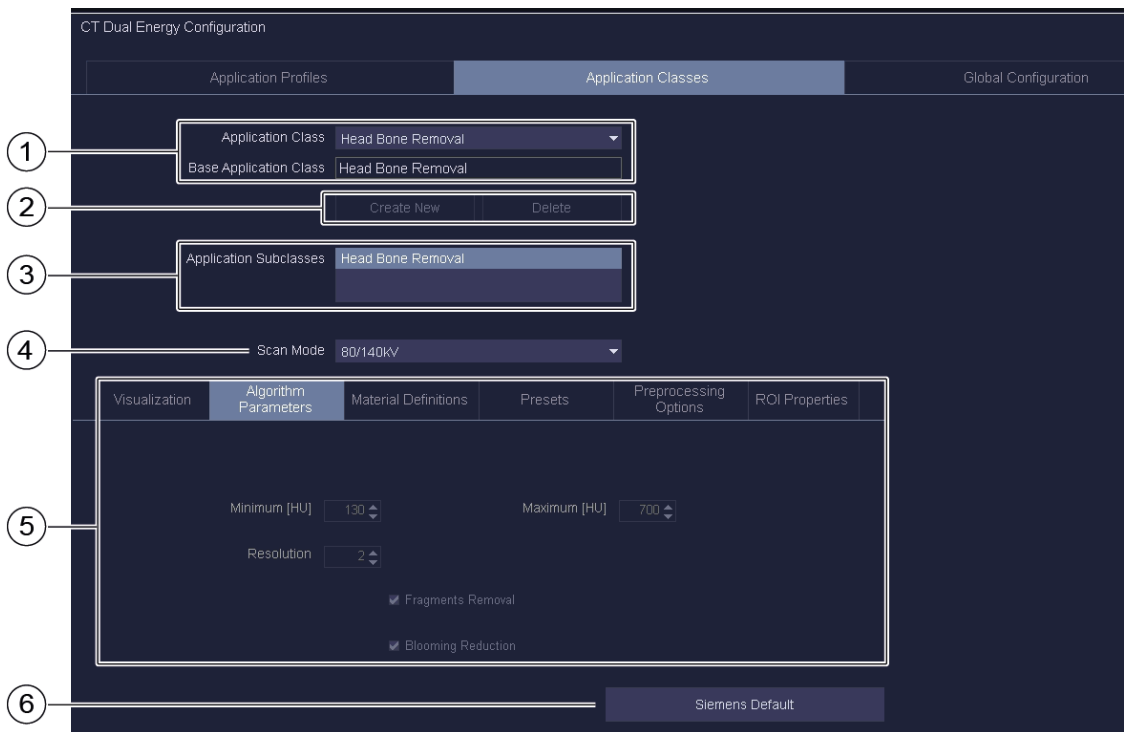 CT Dual Energy Configuration
Application Profiles Application Classes Global Configuration
1 Application Class Head Bone Removal
Base Application Class Head Bone Removal
2 Create New Delete
3 Application Subclasses Head Bone Removal
4 Scan Mode 80/140kV
Visualization Algorithm Parameters Material Definitions Presets Preprocessing Options ROI Properties
5 Minimum [HU] 130 Maximum [HU] 700
Resolution 2
Fragments Removal
Blooming Reduction
6 Siemens Default